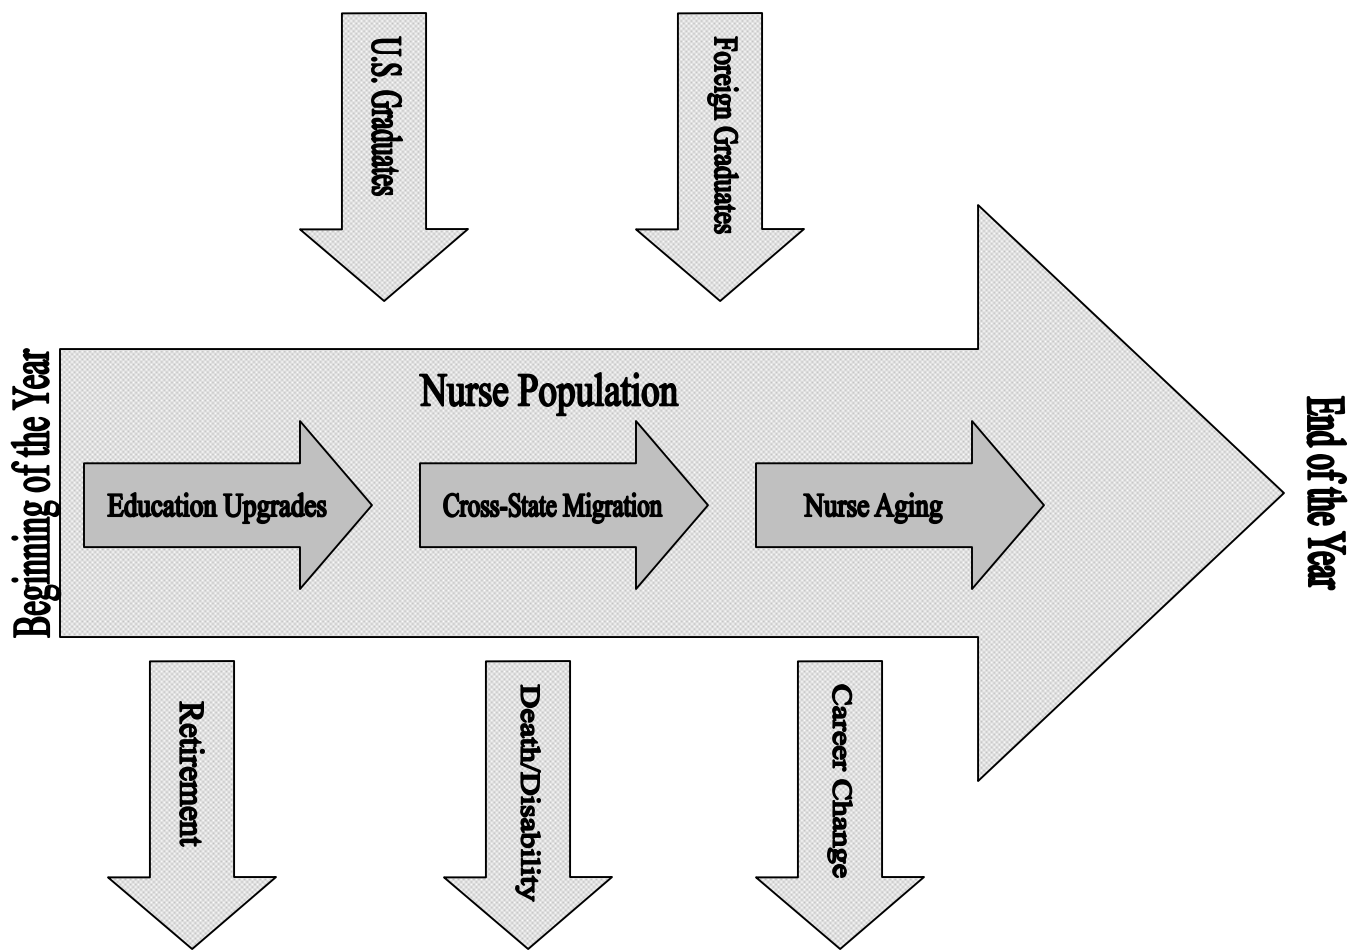 U.S. Graduates
Foreign Graduates
Beginning of the Year
Nurse Population
Education Upgrades
Cross-State Migration
Nurse Aging
End of the Year
Retirement
Death/Disability
Career Change